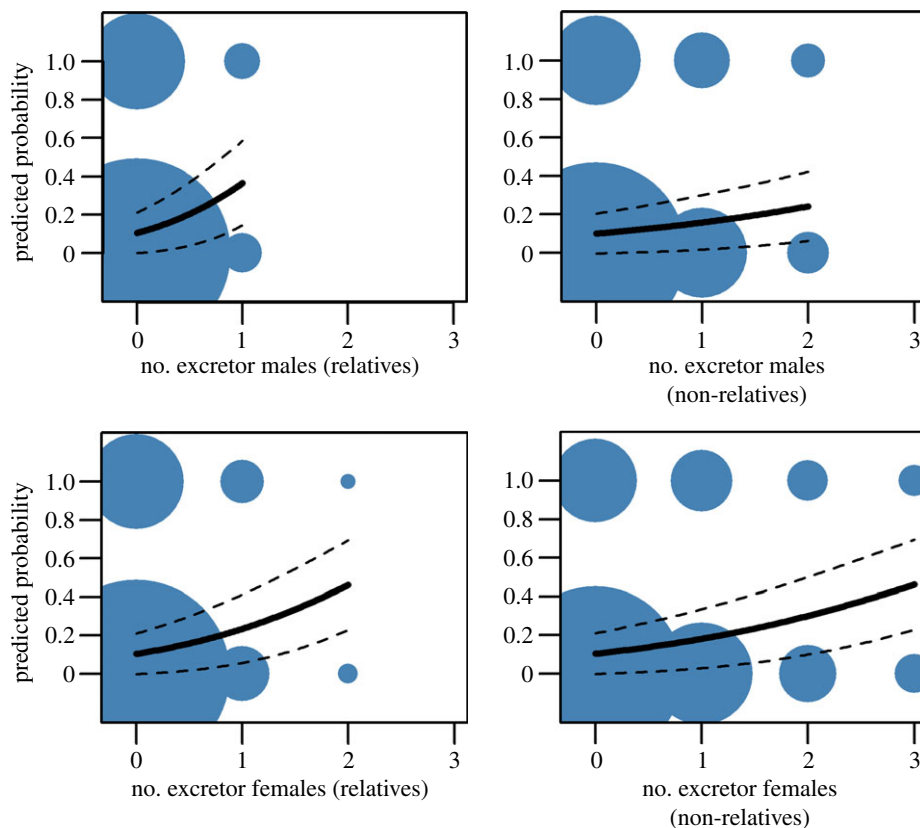 predicted probability
1.0
0.8
0.6
0.4
0.2
0
0 1 2 3
no. excretor males (relatives)
1.0
0.8
0.6
0.4
0.2
0
0 1 2 3
no. excretor males
(non-relatives)
predicted probability
1.0
0.8
0.6
0.4
0.2
0
0 1 2 3
no. excretor females (relatives)
1.0
0.8
0.6
0.4
0.2
0
0 1 2 3
no. excretor females
(non-relatives)